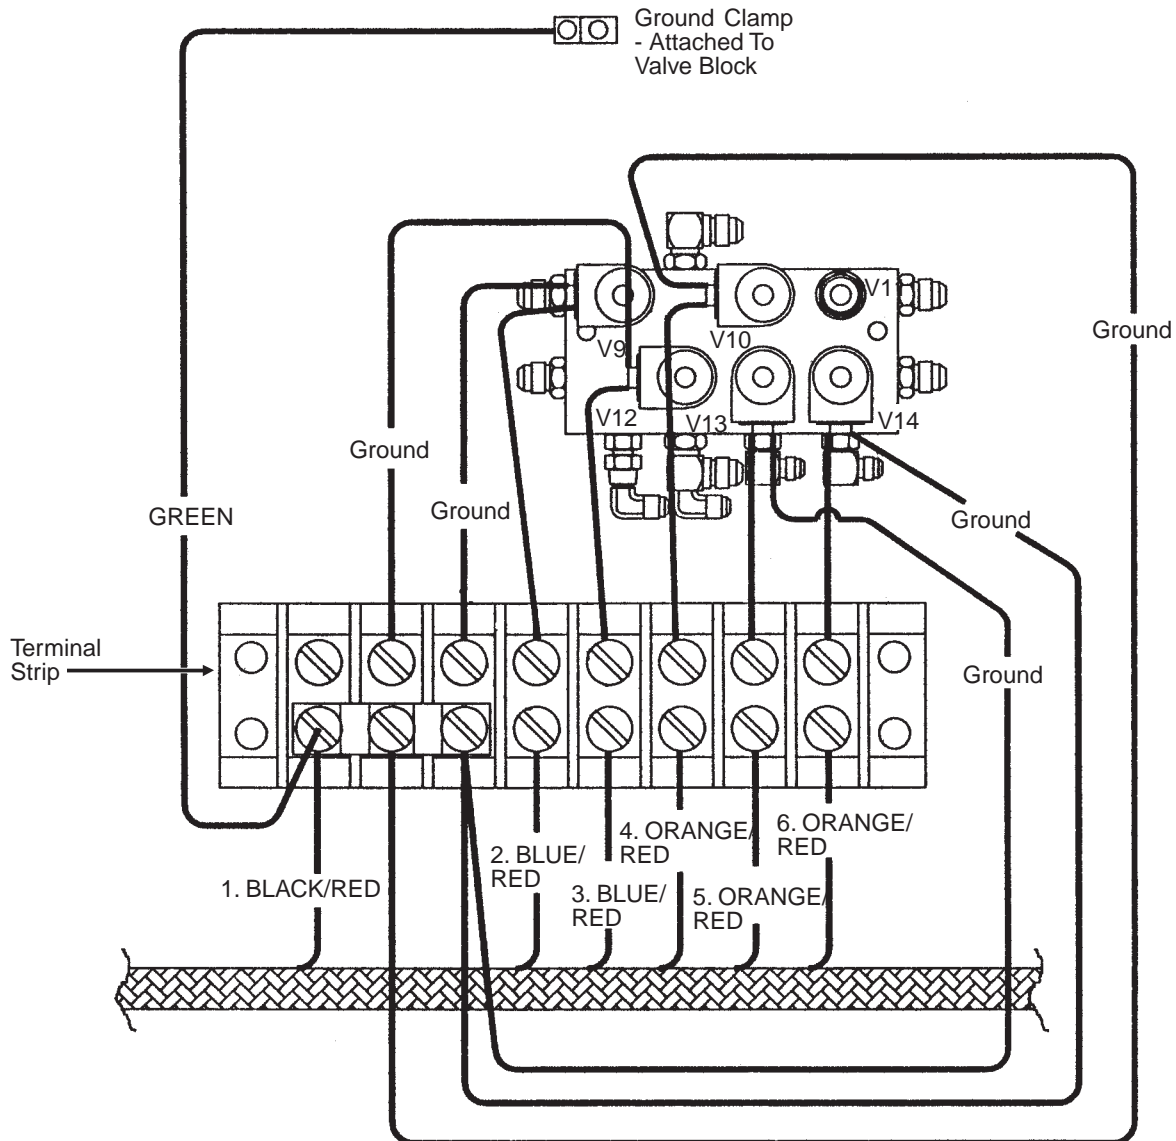 Ground Clamp
- Attached To
Valve Block
V11
V9
V10
Ground
V12
V13
V14
Ground
GREEN
Ground
Ground
Terminal
Strip
Ground
1. BLACK/RED
2. BLUE/
RED
3. BLUE/
RED
4. ORANGE/
RED
5. ORANGE/
RED
6. ORANGE/
RED